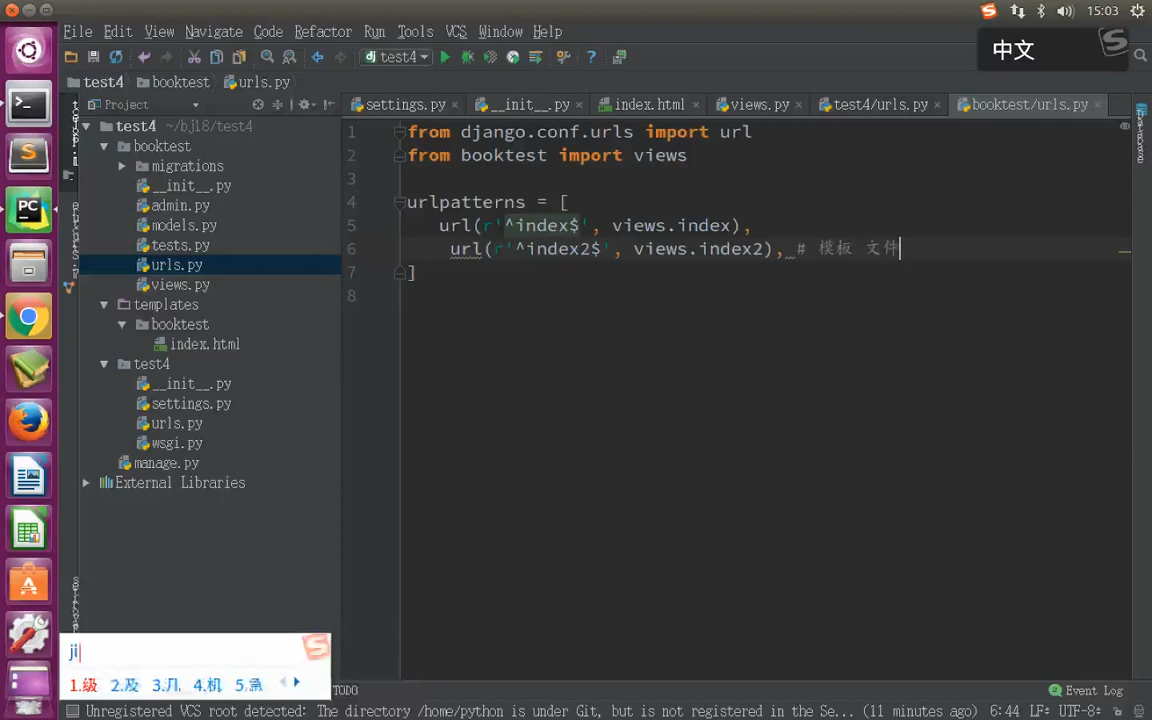 15:03
File Edit View Navigate Code Refactor Run Tools VCS Window Help
中文
test4
test4 booktest urls.py
Project
settings.py __init__.py index.html views.py test4/urls.py booktest/urls.py
test4 ~/bj18/test4
booktest
migrations
__init__.py
admin.py
models.py
tests.py
urls.py
views.py
templates
booktest
index.html
test4
__init__.py
settings.py
urls.py
wsgi.py
manage.py
External Libraries
1 from django.conf.urls import url
2 from booktest import views
3
4 urlpatterns = [
5 url(r'^index$', views.index),
6 url(r'^index2$', views.index2), # 模板 文件
7 ]
8
ji
1.级 2.及 3.几 4.机 5.急
TODO
Event Log
Unregistered VCS root detected: The directory /home/python is under Git, but is not registered in the Se... (11 minutes ago) 6:44 LF÷ UTF-8÷